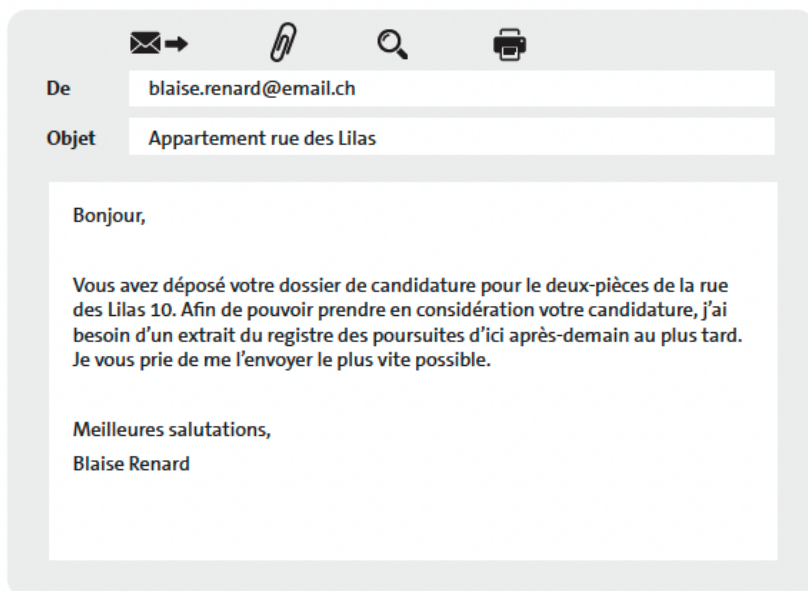 De blaise.renard@email.ch
Objet Appartement rue des Lilas
Bonjour,
Vous avez déposé votre dossier de candidature pour le deux-pièces de la rue
des Lilas 10. Afin de pouvoir prendre en considération votre candidature, j’ai
besoin d’un extrait du registre des poursuites d’ici après-demain au plus tard.
Je vous prie de me l’envoyer le plus vite possible.
Meilleures salutations,
Blaise Renard